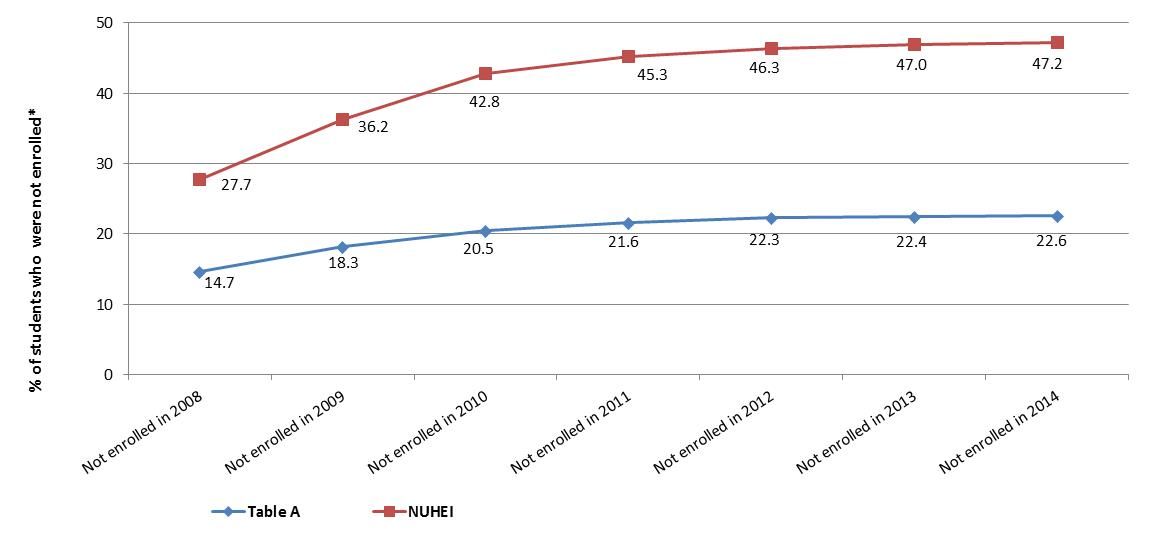 % of students who were not enrolled*
50
40
30
20
10
0
27.7
36.2
42.8
45.3
46.3
47.0
47.2
14.7
18.3
20.5
21.6
22.3
22.4
22.6
Not enrolled in 2008
Not enrolled in 2009
Not enrolled in 2010
Not enrolled in 2011
Not enrolled in 2012
Not enrolled in 2013
Not enrolled in 2014
Table A
NUHEI